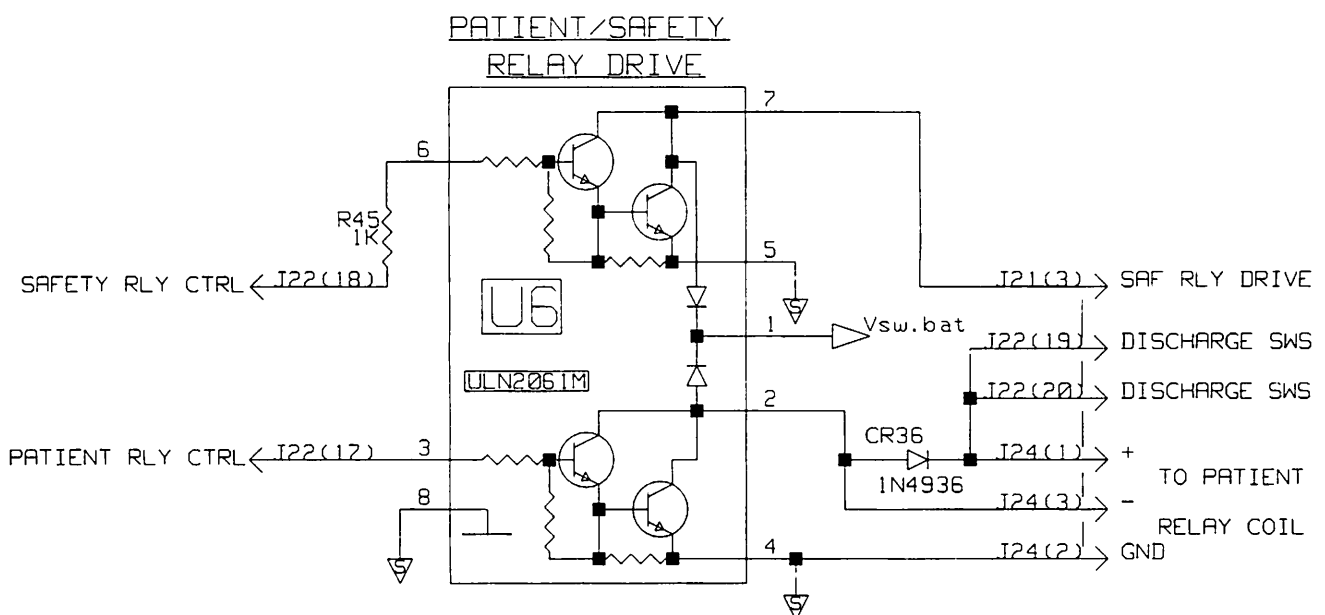 PATIENT/SAFETY
RELAY DRIVE
7
6
R45
1K
5
SAFETY RLY CTRL
J22(18)
J21(3)
SAF RLY DRIVE
S
U6
1
Vsw.bat
J22(19)
DISCHARGE SWS
ULN2061M
J22(20)
DISCHARGE SWS
2
CR36
PATIENT RLY CTRL
J22(17)
3
J24(1)
+
1N4936
TO PATIENT
8
J24(3)
-
RELAY COIL
4
J24(2)
GND
S
S